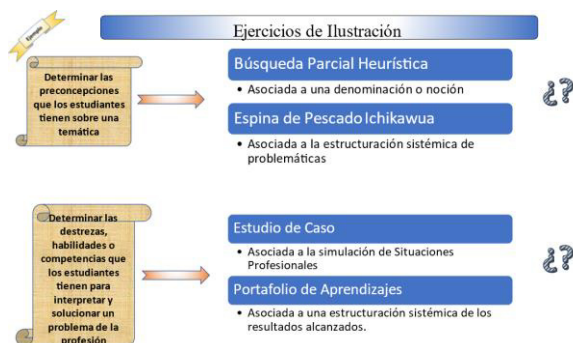 Ejemplo
Ejercicios de Ilustración
Determinar las
preconcepciones
que los estudiantes
tienen sobre una
temática
Búsqueda Parcial Heurística
• Asociada a una denominación o noción
Espina de Pescado Ichikawua
• Asociada a la estructuración sistémica de
problemáticas
¿?
Determinar las
destrezas,
habilidades o
competencias que
los estudiantes
tienen para
interpretar y
solucionar un
problema de la
profesión
Estudio de Caso
• Asociada a la simulación de Situaciones
Profesionales
Portafolio de Aprendizajes
• Asociada a una estructuración sistémica de los
resultados alcanzados.
¿?